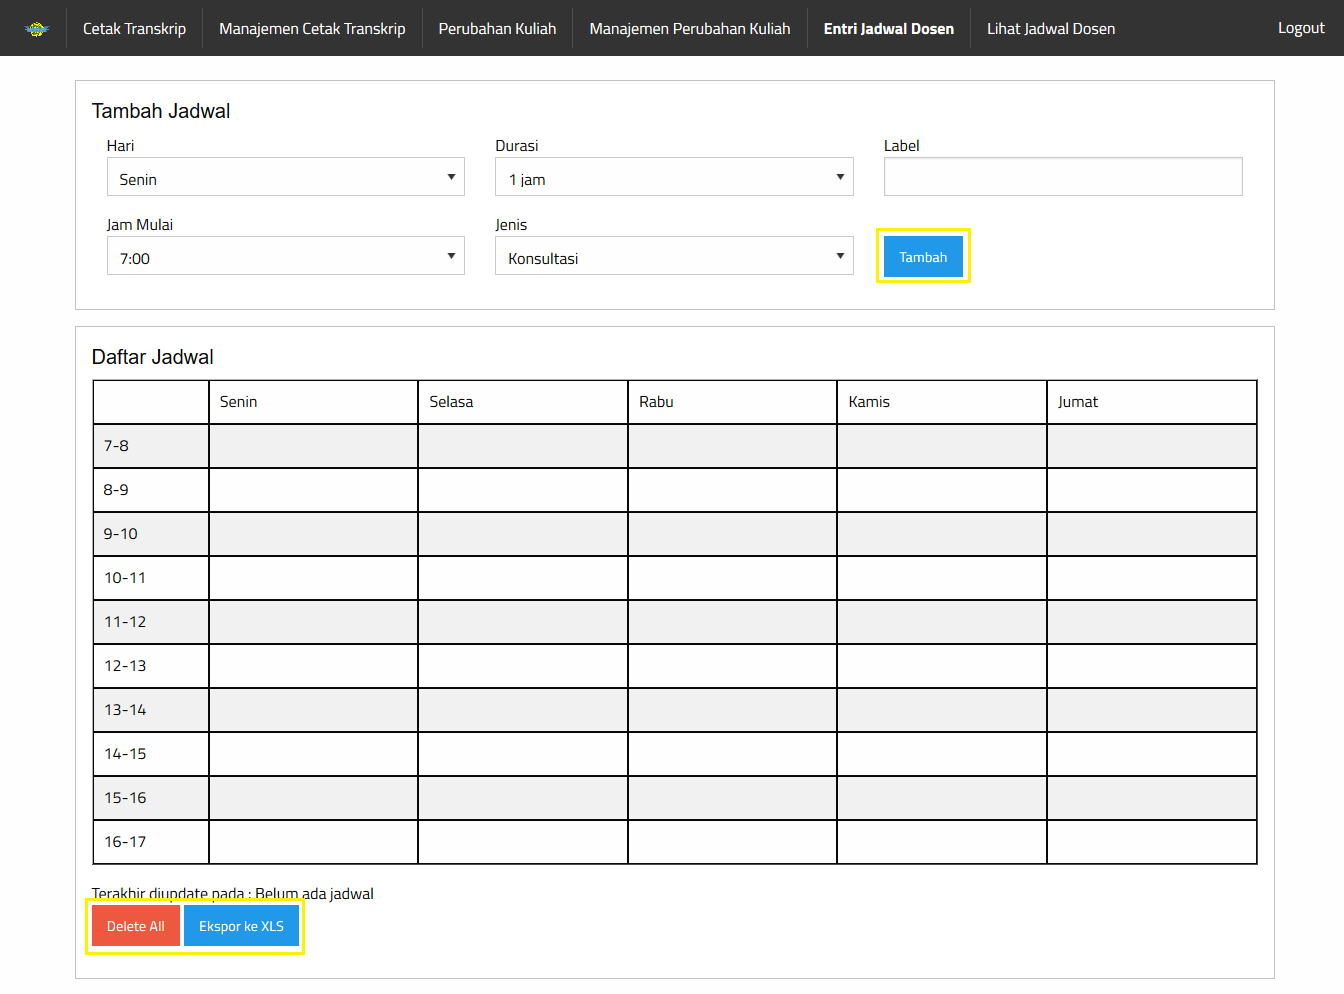 Cetak Transkrip Manajemen Cetak Transkrip Perubahan Kuliah Manajemen Perubahan Kuliah Entri Jadwal Dosen Lihat Jadwal Dosen Logout
Tambah Jadwal
Hari Durasi Label
Senin 1 jam
Jam Mulai Jenis
7:00 Konsultasi Tambah
Daftar Jadwal
Senin Selasa Rabu Kamis Jumat
7-8
8-9
9-10
10-11
11-12
12-13
13-14
14-15
15-16
16-17
Terakhir diupdate pada : Belum ada jadwal
Delete All Ekspor ke XLS